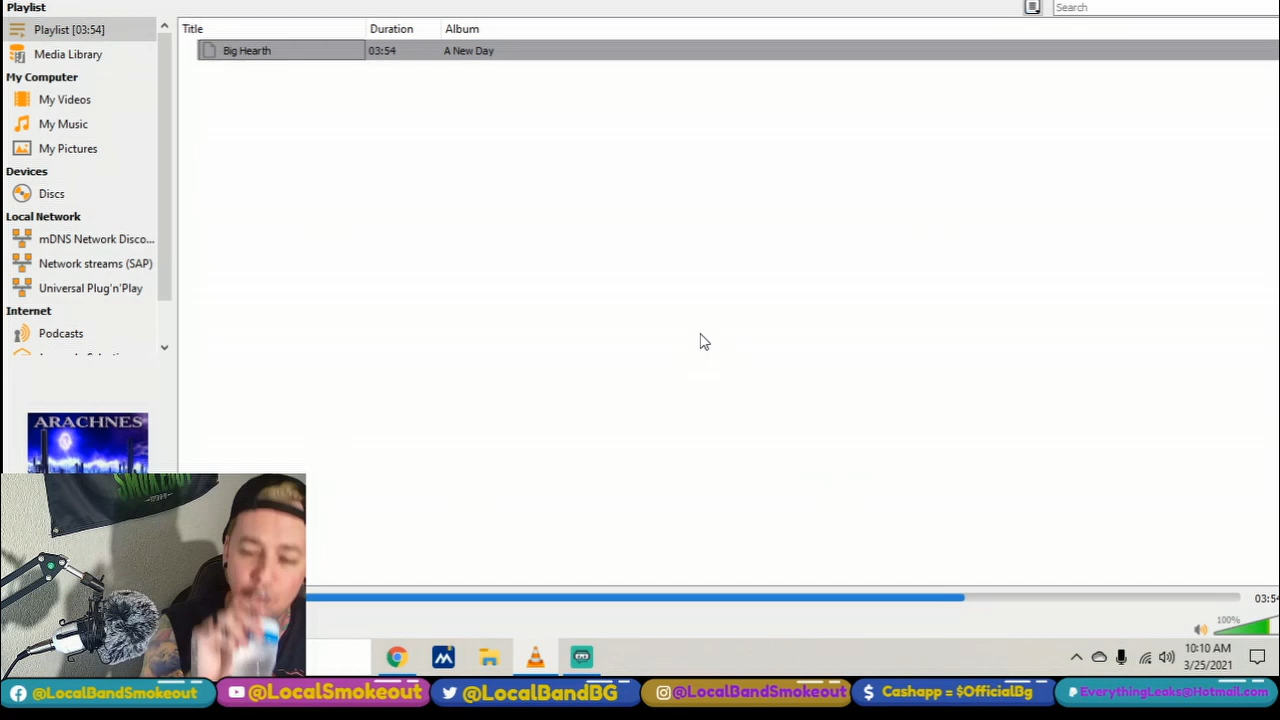 Playlist
Search
Playlist [03:54]
Title Duration Album
Big Hearth 03:54 A New Day
Media Library
My Computer
My Videos
My Music
My Pictures
Devices
Discs
Local Network
mDNS Network Disco...
Network streams (SAP)
Universal Plug'n'Play
Internet
Podcasts
ARACHNES
SMOKEOUT
100%
10:10 AM
3/25/2021
@LocalBandSmokeout
@LocalSmokeout
@LocalBandBG
@LocalBandSmokeout
$ Cashapp = $OfficialBg
EverythingLeaks@Hotmail.com